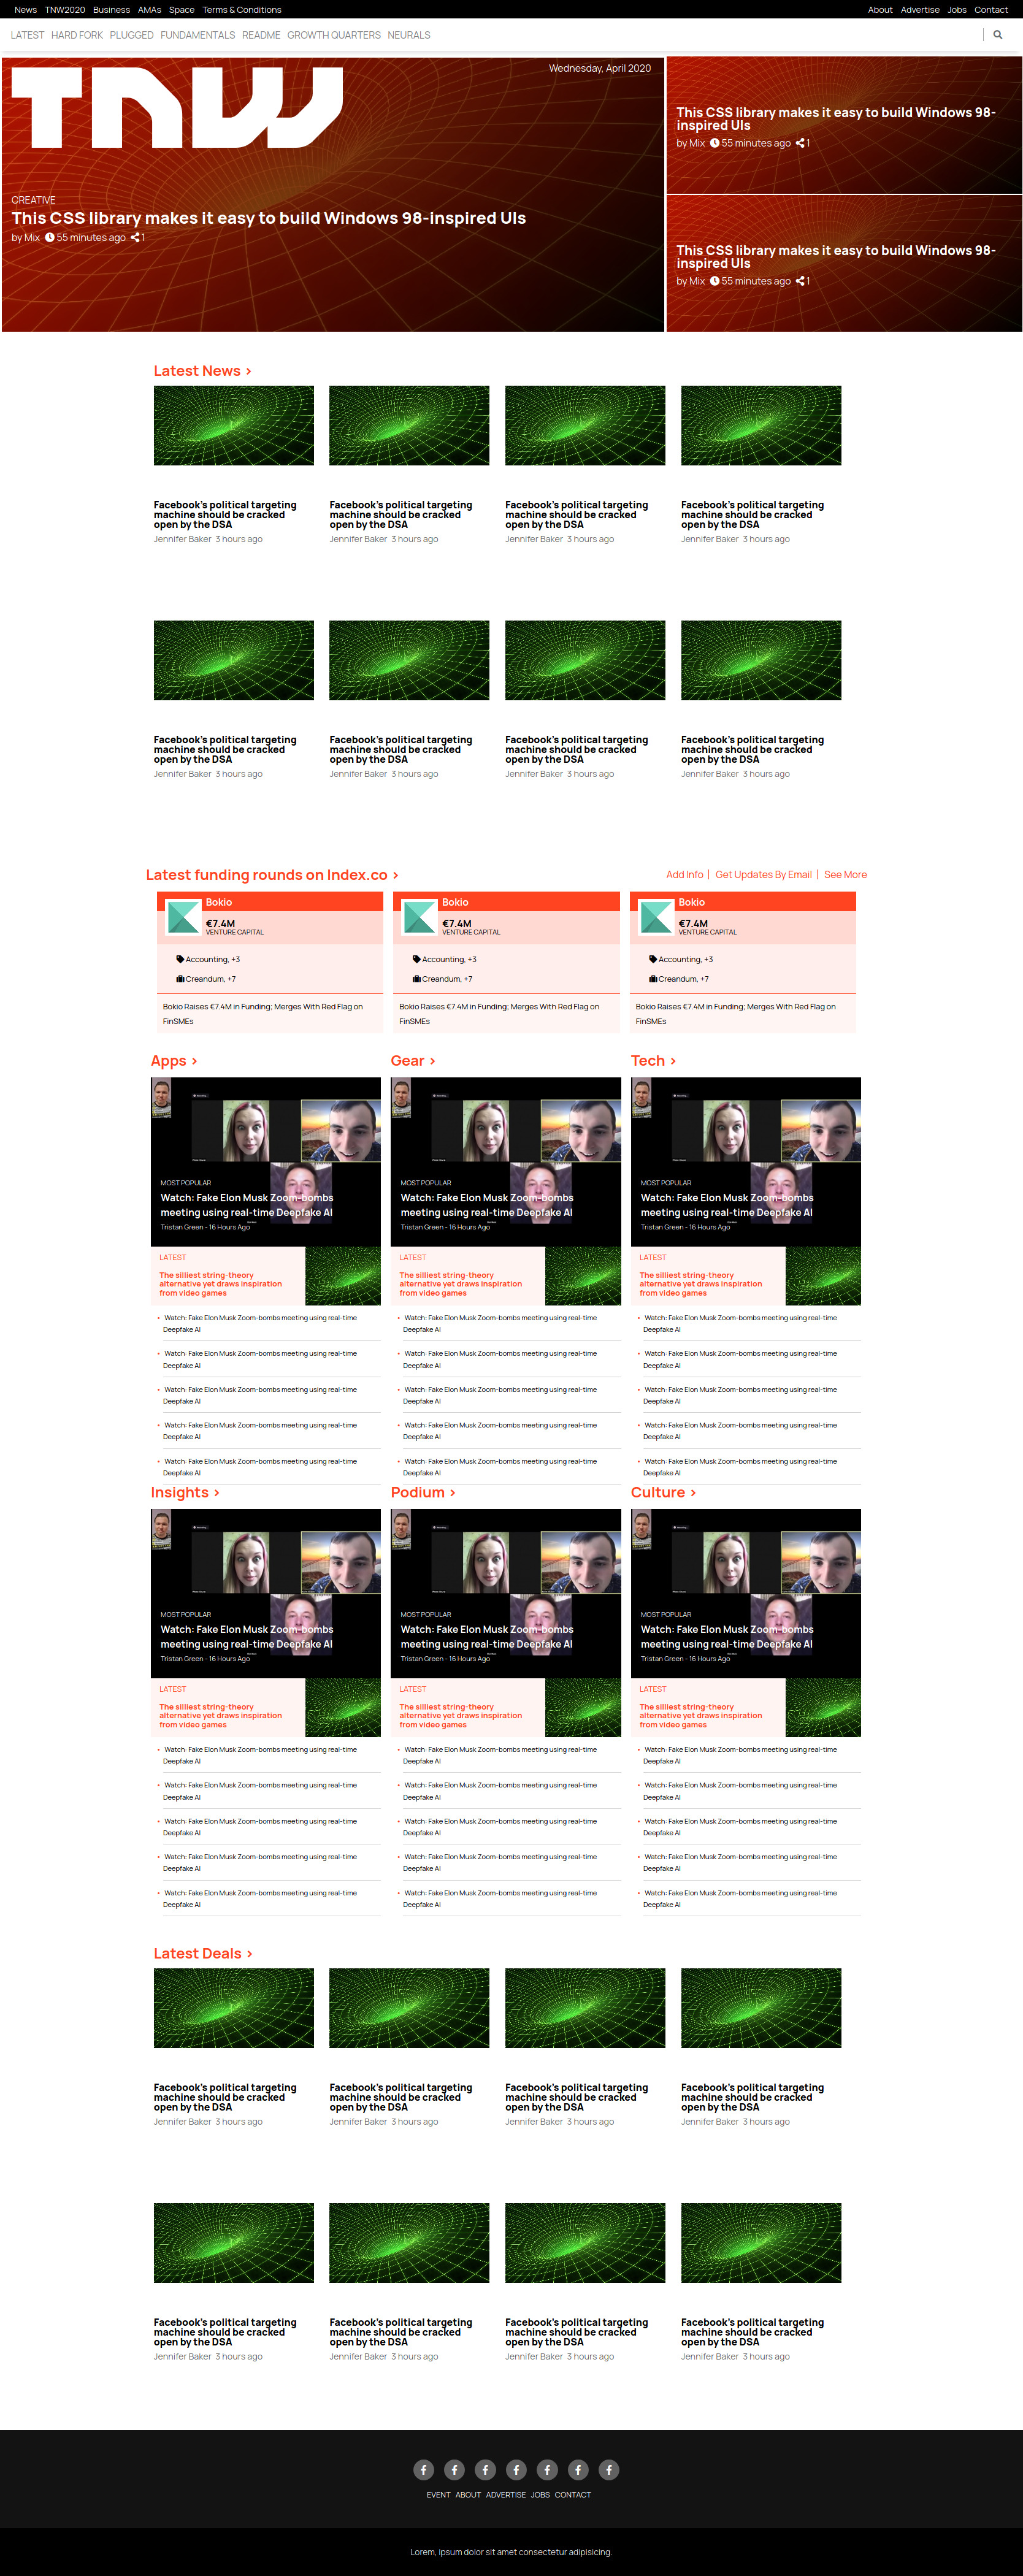 News TNW2020 Business AMAs Space Terms & Conditions About Advertise Jobs Contact
LATEST HARD FORK PLUGGED FUNDAMENTALS README GROWTH QUARTERS NEURALS
TNW
Wednesday, April 2020
CREATIVE
This CSS library makes it easy to build Windows 98-inspired UIs
by Mix 55 minutes ago 1
This CSS library makes it easy to build Windows 98-
inspired UIs
by Mix 55 minutes ago 1
This CSS library makes it easy to build Windows 98-
inspired UIs
by Mix 55 minutes ago 1
Latest News >
Facebook's political targeting
machine should be cracked
open by the DSA
Jennifer Baker 3 hours ago
Facebook's political targeting
machine should be cracked
open by the DSA
Jennifer Baker 3 hours ago
Facebook's political targeting
machine should be cracked
open by the DSA
Jennifer Baker 3 hours ago
Facebook's political targeting
machine should be cracked
open by the DSA
Jennifer Baker 3 hours ago
Facebook's political targeting
machine should be cracked
open by the DSA
Jennifer Baker 3 hours ago
Facebook's political targeting
machine should be cracked
open by the DSA
Jennifer Baker 3 hours ago
Facebook's political targeting
machine should be cracked
open by the DSA
Jennifer Baker 3 hours ago
Facebook's political targeting
machine should be cracked
open by the DSA
Jennifer Baker 3 hours ago
Latest funding rounds on Index.co >
Add Info | Get Updates By Email | See More
Bokio
€7.4M
VENTURE CAPITAL
Accounting, +3
Creandum, +7
Bokio Raises €7.4M in Funding; Merges With Red Flag on
FinSMEs
Bokio
€7.4M
VENTURE CAPITAL
Accounting, +3
Creandum, +7
Bokio Raises €7.4M in Funding; Merges With Red Flag on
FinSMEs
Bokio
€7.4M
VENTURE CAPITAL
Accounting, +3
Creandum, +7
Bokio Raises €7.4M in Funding; Merges With Red Flag on
FinSMEs
Apps >
MOST POPULAR
Watch: Fake Elon Musk Zoom-bombs
meeting using real-time Deepfake AI
Tristan Green - 16 Hours Ago
LATEST
The silliest string-theory
alternative yet draws inspiration
from video games
• Watch: Fake Elon Musk Zoom-bombs meeting using real-time
Deepfake AI
• Watch: Fake Elon Musk Zoom-bombs meeting using real-time
Deepfake AI
• Watch: Fake Elon Musk Zoom-bombs meeting using real-time
Deepfake AI
• Watch: Fake Elon Musk Zoom-bombs meeting using real-time
Deepfake AI
• Watch: Fake Elon Musk Zoom-bombs meeting using real-time
Deepfake AI
Gear >
MOST POPULAR
Watch: Fake Elon Musk Zoom-bombs
meeting using real-time Deepfake AI
Tristan Green - 16 Hours Ago
LATEST
The silliest string-theory
alternative yet draws inspiration
from video games
• Watch: Fake Elon Musk Zoom-bombs meeting using real-time
Deepfake AI
• Watch: Fake Elon Musk Zoom-bombs meeting using real-time
Deepfake AI
• Watch: Fake Elon Musk Zoom-bombs meeting using real-time
Deepfake AI
• Watch: Fake Elon Musk Zoom-bombs meeting using real-time
Deepfake AI
• Watch: Fake Elon Musk Zoom-bombs meeting using real-time
Deepfake AI
Tech >
MOST POPULAR
Watch: Fake Elon Musk Zoom-bombs
meeting using real-time Deepfake AI
Tristan Green - 16 Hours Ago
LATEST
The silliest string-theory
alternative yet draws inspiration
from video games
• Watch: Fake Elon Musk Zoom-bombs meeting using real-time
Deepfake AI
• Watch: Fake Elon Musk Zoom-bombs meeting using real-time
Deepfake AI
• Watch: Fake Elon Musk Zoom-bombs meeting using real-time
Deepfake AI
• Watch: Fake Elon Musk Zoom-bombs meeting using real-time
Deepfake AI
• Watch: Fake Elon Musk Zoom-bombs meeting using real-time
Deepfake AI
Insights >
MOST POPULAR
Watch: Fake Elon Musk Zoom-bombs
meeting using real-time Deepfake AI
Tristan Green - 16 Hours Ago
LATEST
The silliest string-theory
alternative yet draws inspiration
from video games
• Watch: Fake Elon Musk Zoom-bombs meeting using real-time
Deepfake AI
• Watch: Fake Elon Musk Zoom-bombs meeting using real-time
Deepfake AI
• Watch: Fake Elon Musk Zoom-bombs meeting using real-time
Deepfake AI
• Watch: Fake Elon Musk Zoom-bombs meeting using real-time
Deepfake AI
• Watch: Fake Elon Musk Zoom-bombs meeting using real-time
Deepfake AI
Podium >
MOST POPULAR
Watch: Fake Elon Musk Zoom-bombs
meeting using real-time Deepfake AI
Tristan Green - 16 Hours Ago
LATEST
The silliest string-theory
alternative yet draws inspiration
from video games
• Watch: Fake Elon Musk Zoom-bombs meeting using real-time
Deepfake AI
• Watch: Fake Elon Musk Zoom-bombs meeting using real-time
Deepfake AI
• Watch: Fake Elon Musk Zoom-bombs meeting using real-time
Deepfake AI
• Watch: Fake Elon Musk Zoom-bombs meeting using real-time
Deepfake AI
• Watch: Fake Elon Musk Zoom-bombs meeting using real-time
Deepfake AI
Culture >
MOST POPULAR
Watch: Fake Elon Musk Zoom-bombs
meeting using real-time Deepfake AI
Tristan Green - 16 Hours Ago
LATEST
The silliest string-theory
alternative yet draws inspiration
from video games
• Watch: Fake Elon Musk Zoom-bombs meeting using real-time
Deepfake AI
• Watch: Fake Elon Musk Zoom-bombs meeting using real-time
Deepfake AI
• Watch: Fake Elon Musk Zoom-bombs meeting using real-time
Deepfake AI
• Watch: Fake Elon Musk Zoom-bombs meeting using real-time
Deepfake AI
• Watch: Fake Elon Musk Zoom-bombs meeting using real-time
Deepfake AI
Latest Deals >
Facebook's political targeting
machine should be cracked
open by the DSA
Jennifer Baker 3 hours ago
Facebook's political targeting
machine should be cracked
open by the DSA
Jennifer Baker 3 hours ago
Facebook's political targeting
machine should be cracked
open by the DSA
Jennifer Baker 3 hours ago
Facebook's political targeting
machine should be cracked
open by the DSA
Jennifer Baker 3 hours ago
Facebook's political targeting
machine should be cracked
open by the DSA
Jennifer Baker 3 hours ago
Facebook's political targeting
machine should be cracked
open by the DSA
Jennifer Baker 3 hours ago
Facebook's political targeting
machine should be cracked
open by the DSA
Jennifer Baker 3 hours ago
Facebook's political targeting
machine should be cracked
open by the DSA
Jennifer Baker 3 hours ago
EVENT ABOUT ADVERTISE JOBS CONTACT
Lorem, ipsum dolor sit amet consectetur adipisicing.